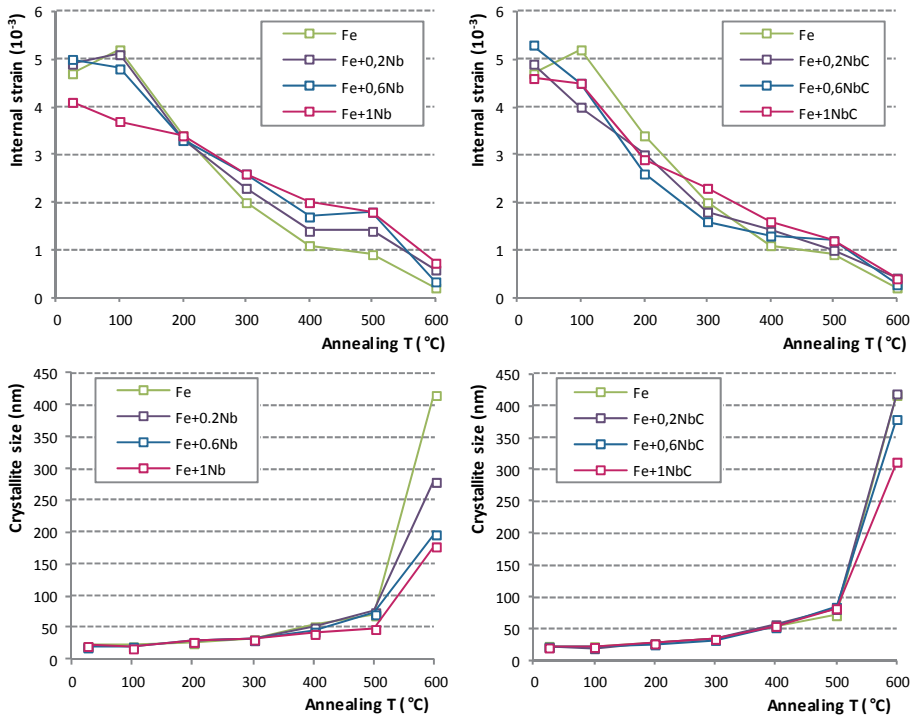 Internal strain (10-3)
6
5
4
3
2
1
0
Fe
Fe+0,2Nb
Fe+0,6Nb
Fe+1Nb
0 100 200 300 400 500 600
Annealing T (°C)
Internal strain (10-3)
6
5
4
3
2
1
0
Fe
Fe+0,2NbC
Fe+0,6NbC
Fe+1NbC
0 100 200 300 400 500 600
Annealing T (°C)
Crystallite size (nm)
450
400
350
300
250
200
150
100
50
0
Fe
Fe+0.2Nb
Fe+0.6Nb
Fe+1Nb
0 100 200 300 400 500 600
Annealing T (°C)
Crystallite size (nm)
450
400
350
300
250
200
150
100
50
0
Fe
Fe+0,2NbC
Fe+0,6NbC
Fe+1NbC
0 100 200 300 400 500 600
Annealing T (°C)